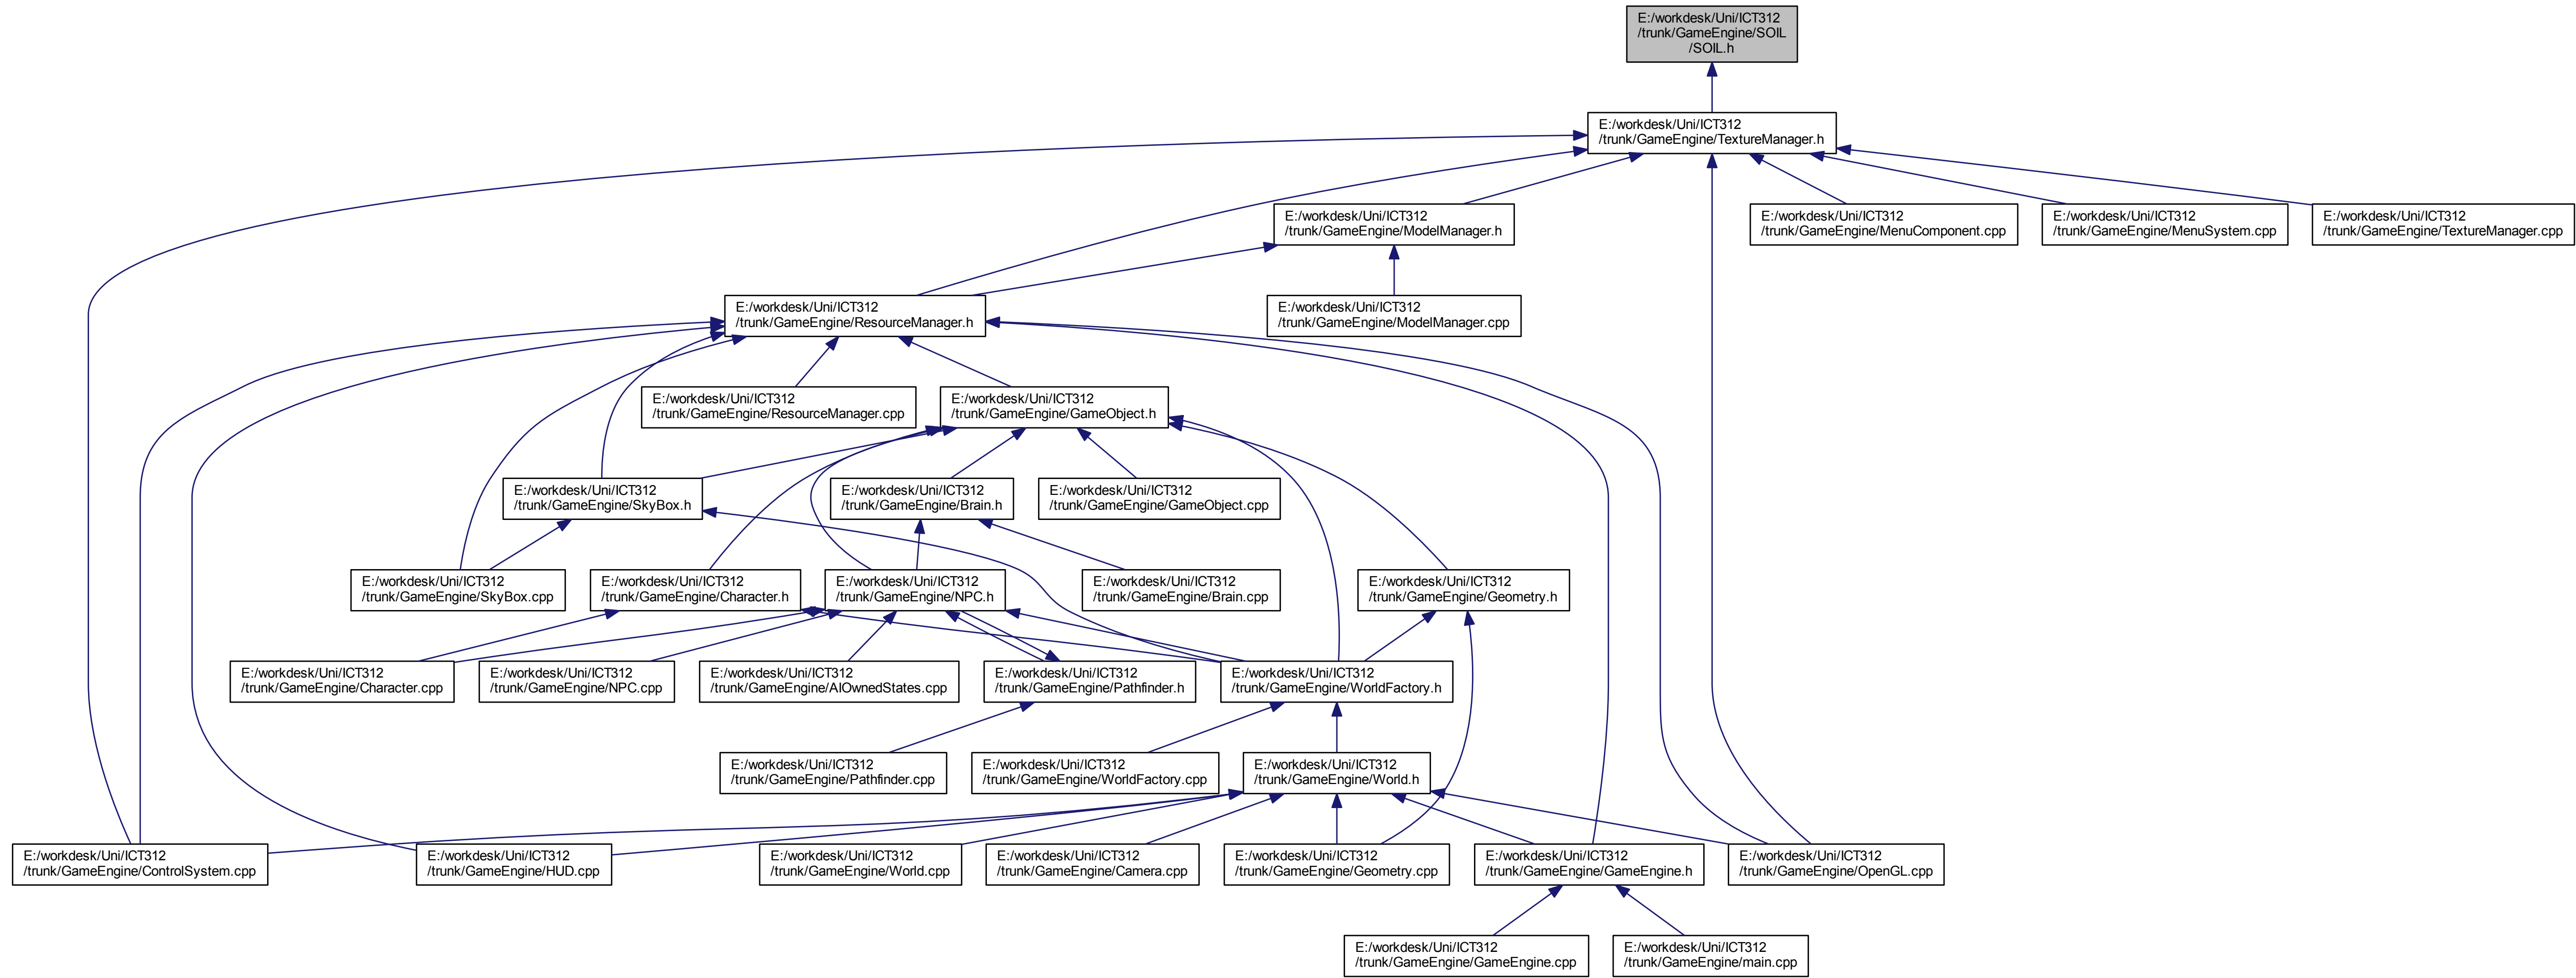 E:/workdesk/Uni/ICT312
/trunk/GameEngine/SOIL
/SOIL.h
E:/workdesk/Uni/ICT312
/trunk/GameEngine/TextureManager.h
E:/workdesk/Uni/ICT312
/trunk/GameEngine/ModelManager.h
E:/workdesk/Uni/ICT312
/trunk/GameEngine/MenuComponent.cpp
E:/workdesk/Uni/ICT312
/trunk/GameEngine/MenuSystem.cpp
E:/workdesk/Uni/ICT312
/trunk/GameEngine/TextureManager.cpp
E:/workdesk/Uni/ICT312
/trunk/GameEngine/ResourceManager.h
E:/workdesk/Uni/ICT312
/trunk/GameEngine/ModelManager.cpp
E:/workdesk/Uni/ICT312
/trunk/GameEngine/ResourceManager.cpp
E:/workdesk/Uni/ICT312
/trunk/GameEngine/GameObject.h
E:/workdesk/Uni/ICT312
/trunk/GameEngine/SkyBox.h
E:/workdesk/Uni/ICT312
/trunk/GameEngine/Brain.h
E:/workdesk/Uni/ICT312
/trunk/GameEngine/GameObject.cpp
E:/workdesk/Uni/ICT312
/trunk/GameEngine/SkyBox.cpp
E:/workdesk/Uni/ICT312
/trunk/GameEngine/Character.h
E:/workdesk/Uni/ICT312
/trunk/GameEngine/NPC.h
E:/workdesk/Uni/ICT312
/trunk/GameEngine/Brain.cpp
E:/workdesk/Uni/ICT312
/trunk/GameEngine/Geometry.h
E:/workdesk/Uni/ICT312
/trunk/GameEngine/Character.cpp
E:/workdesk/Uni/ICT312
/trunk/GameEngine/NPC.cpp
E:/workdesk/Uni/ICT312
/trunk/GameEngine/AIOwnedStates.cpp
E:/workdesk/Uni/ICT312
/trunk/GameEngine/Pathfinder.h
E:/workdesk/Uni/ICT312
/trunk/GameEngine/WorldFactory.h
E:/workdesk/Uni/ICT312
/trunk/GameEngine/Pathfinder.cpp
E:/workdesk/Uni/ICT312
/trunk/GameEngine/WorldFactory.cpp
E:/workdesk/Uni/ICT312
/trunk/GameEngine/World.h
E:/workdesk/Uni/ICT312
/trunk/GameEngine/ControlSystem.cpp
E:/workdesk/Uni/ICT312
/trunk/GameEngine/HUD.cpp
E:/workdesk/Uni/ICT312
/trunk/GameEngine/World.cpp
E:/workdesk/Uni/ICT312
/trunk/GameEngine/Camera.cpp
E:/workdesk/Uni/ICT312
/trunk/GameEngine/Geometry.cpp
E:/workdesk/Uni/ICT312
/trunk/GameEngine/GameEngine.h
E:/workdesk/Uni/ICT312
/trunk/GameEngine/OpenGL.cpp
E:/workdesk/Uni/ICT312
/trunk/GameEngine/GameEngine.cpp
E:/workdesk/Uni/ICT312
/trunk/GameEngine/main.cpp